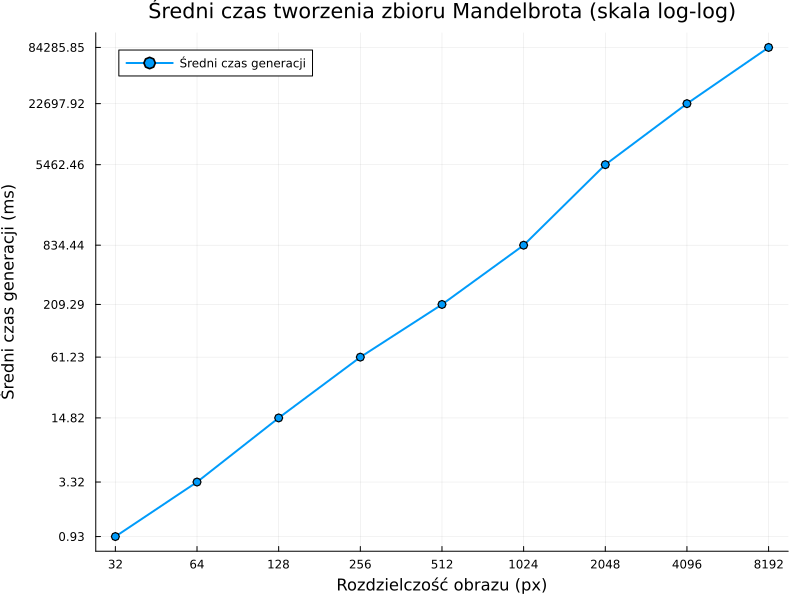 Średni czas tworzenia zbioru Mandelbrota (skala log-log)
Średni czas generacji
Średni czas generacji (ms)
84285.85
22697.92
5462.46
834.44
209.29
61.23
14.82
3.32
0.93
32 64 128 256 512 1024 2048 4096 8192
Rozdzielczość obrazu (px)